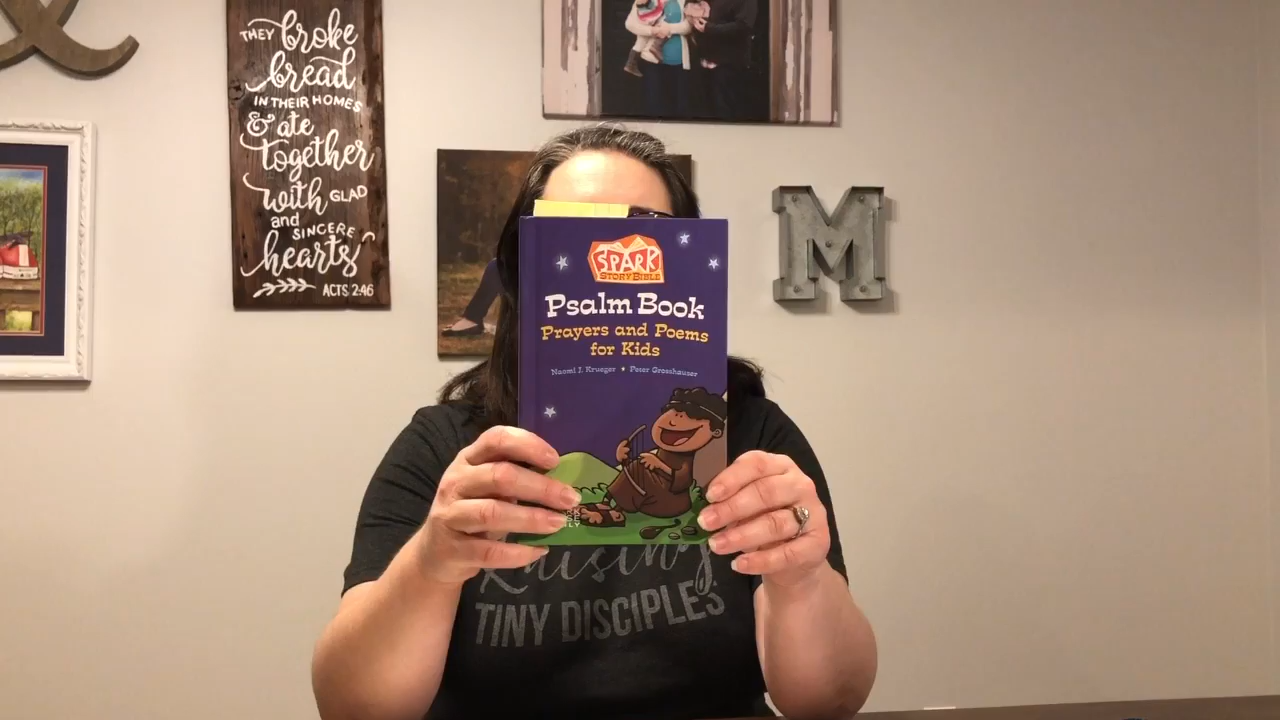 THEY broke
bread
IN THEIR HOMES
& ate
together
with GLAD
and
SINCERE
hearts
ACTS 2:46
M
SPARK
STORY BIBLE
Psalm Book
Prayers and Poems
for Kids
Naomi J. Krueger ★ Peter Grosshauser
Raising
TINY DISCIPLES